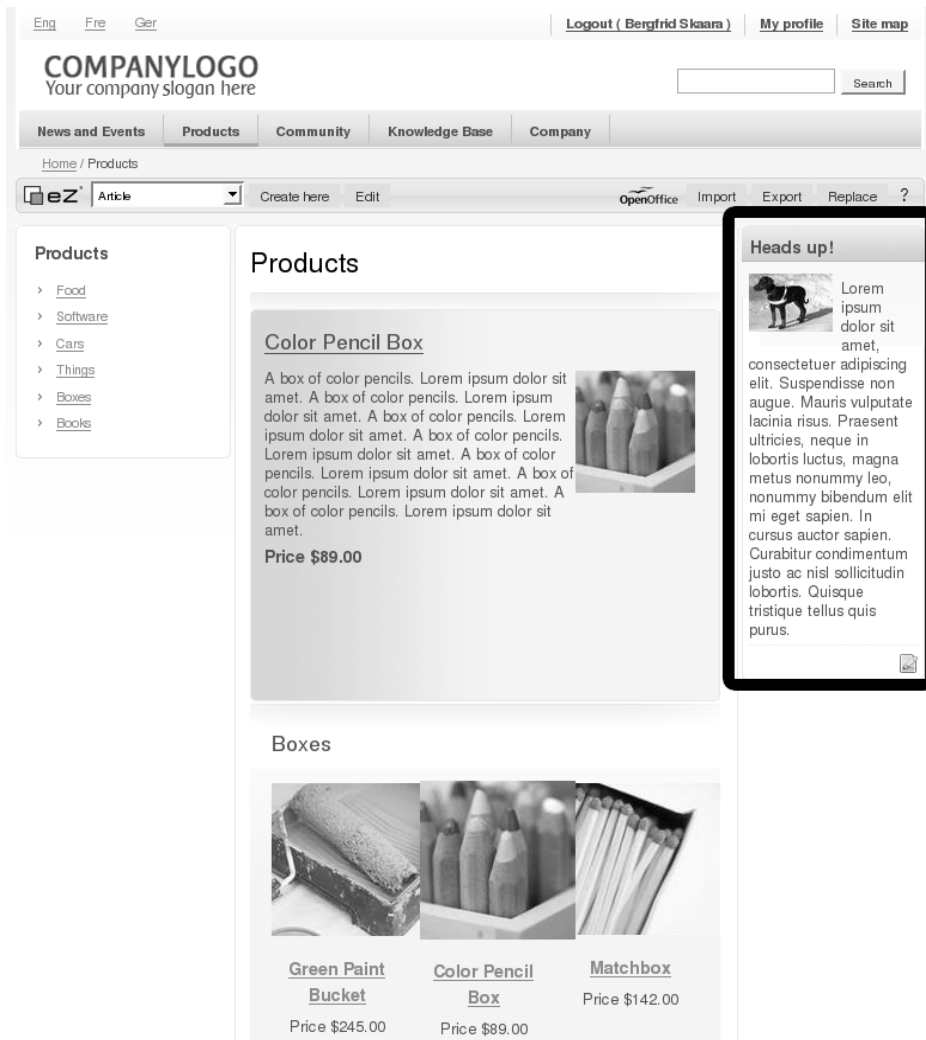 Eng Fre Ger Logout ( Bergfrid Skaara ) My profile Site map
COMPANYLOGO
Your company slogan here
Search
News and Events Products Community Knowledge Base Company
Home / Products
eZ Article Create here Edit OpenOffice Import Export Replace ?
Products
Food
Software
Cars
Things
Boxes
Books
Products
Color Pencil Box
A box of color pencils. Lorem ipsum dolor sit
amet. A box of color pencils. Lorem ipsum
dolor sit amet. A box of color pencils. Lorem
ipsum dolor sit amet. A box of color pencils.
Lorem ipsum dolor sit amet. A box of color
pencils. Lorem ipsum dolor sit amet. A box of
color pencils. Lorem ipsum dolor sit amet. A
box of color pencils. Lorem ipsum dolor sit
amet.
Price $89.00
Boxes
Green Paint
Bucket
Price $245.00
Color Pencil
Box
Price $89.00
Matchbox
Price $142.00
Heads up!
Lorem
ipsum
dolor sit
amet,
consectetuer adipiscing
elit. Suspendisse non
augue. Mauris vulputate
lacinia risus. Praesent
ultricies, neque in
lobortis luctus, magna
metus nonummy leo,
nonummy bibendum elit
mi eget sapien. In
cursus auctor sapien.
Curabitur condimentum
justo ac nisl sollicitudin
lobortis. Quisque
tristique tellus quis
purus.